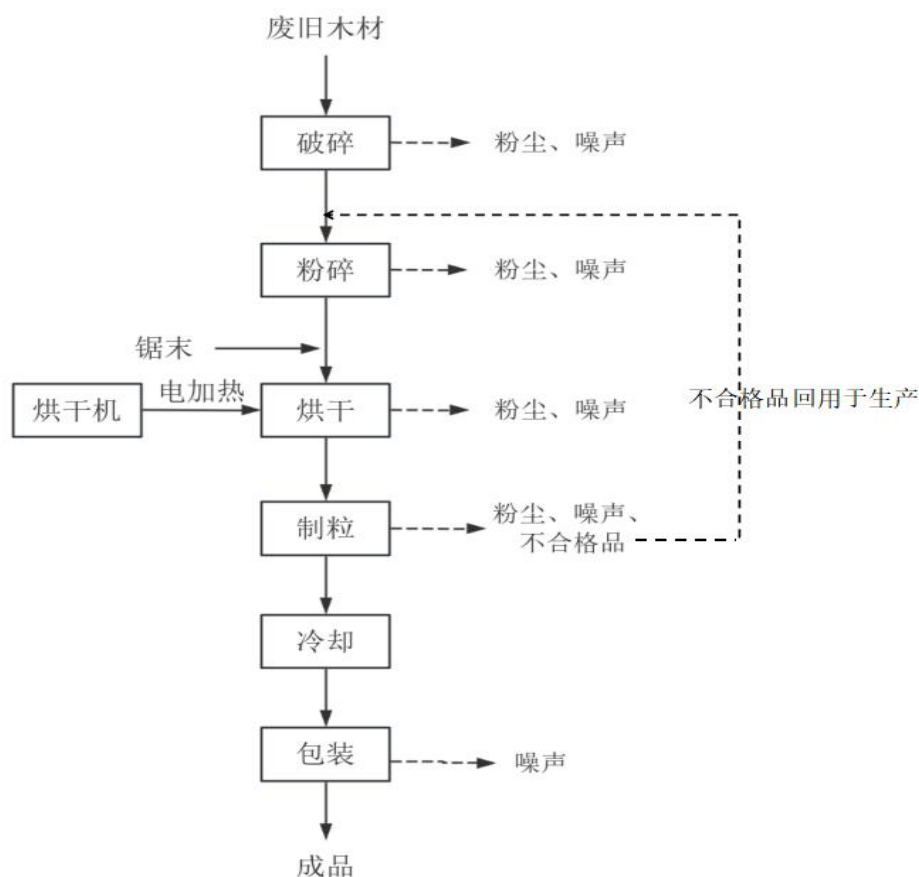 废旧木材
破碎
粉尘、噪声
粉碎
粉尘、噪声
锯末
烘干机
电加热
烘干
粉尘、噪声
不合格品回用于生产
制粒
粉尘、噪声、
不合格品
冷却
包装
噪声
成品